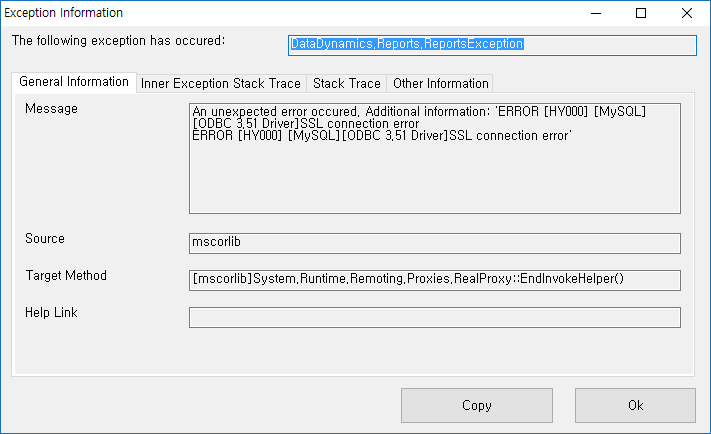 Exception Information
The following exception has occured:
DataDynamics.Reports.ReportsException
General Information
Inner Exception Stack Trace
Stack Trace
Other Information
Message
An unexpected error occured. Additional information: 'ERROR [HY000] [MySQL]
[ODBC 3.51 Driver]SSL connection error
ERROR [HY000] [MySQL][ODBC 3.51 Driver]SSL connection error'
Source
mscorlib
Target Method
[mscorlib]System.Runtime.Remoting.Proxies.RealProxy::EndInvokeHelper()
Help Link
Copy
Ok